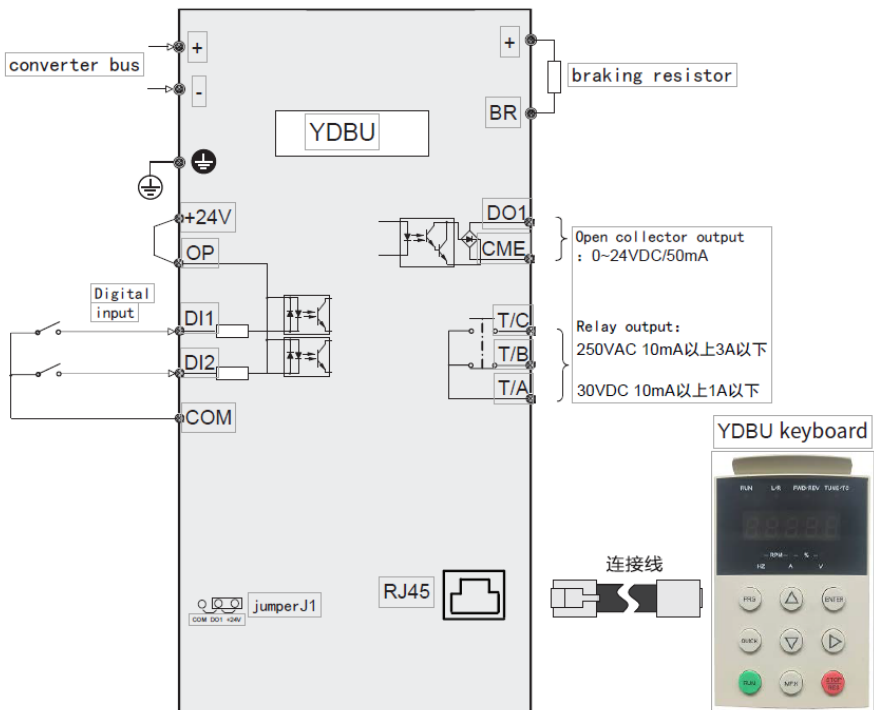 converter bus
+
-
+
BR
braking resistor
YDBU
+24V
OP
Digital
input
DI1
DI2
COM
DO1
CME
Open collector output
: 0~24VDC/50mA
T/C
T/B
T/A
Relay output:
250VAC 10mA以上3A以下
30VDC 10mA以上1A以下
COM DO1 +24V
jumperJ1
RJ45
连接线
YDBU keyboard
RUN L/R FWD-REV TUNE/TC
RPM %
HZ A V
PRG
ENTER
QUICK
RUN
MF.K
STOP
RES